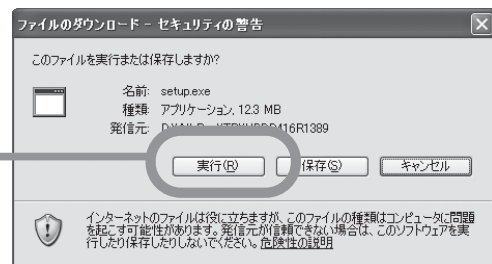 ファイルのダウンロード - セキュリティの警告
このファイルを実行または保存しますか?
名前: setup.exe
種類: アプリケーション, 12.3 MB
発信元:
実行(R)
保存(S)
キャンセル
インターネットのファイルは役に立ちますが、このファイルの種類はコンピュータに問題
を起こす可能性があります。発信元が信頼できない場合は、このソフトウェアを実
行したり保存したりしないでください。危険性の説明